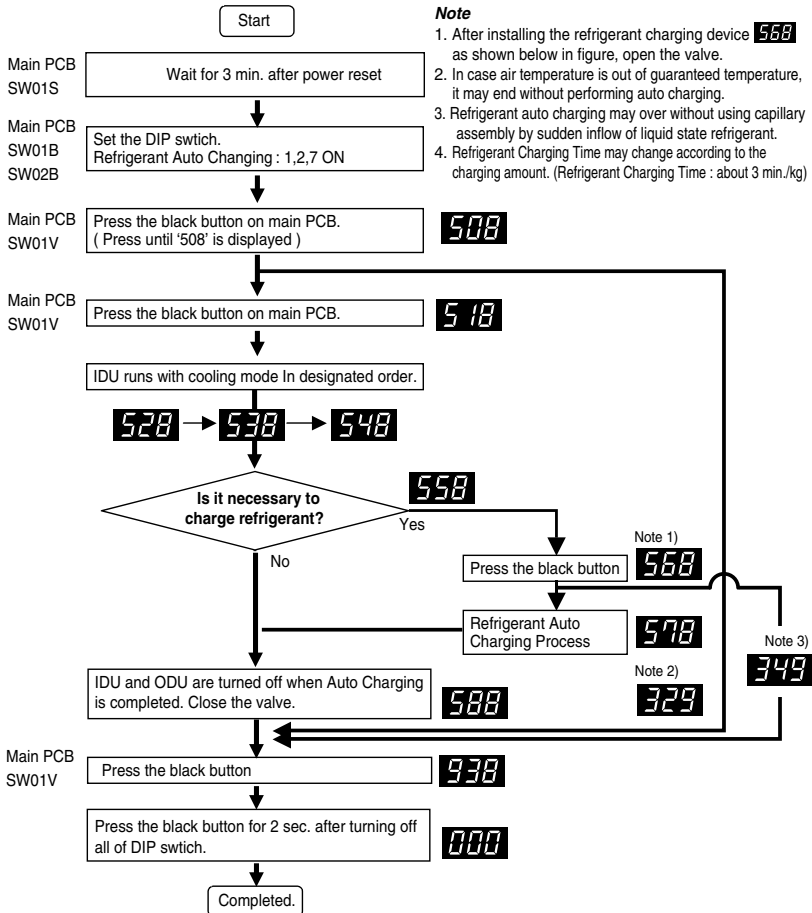 Start
Main PCB
SW01S
Wait for 3 min. after power reset
Main PCB
SW01B
SW02B
Set the DIP swtich.
Refrigerant Auto Changing : 1,2,7 ON
Main PCB
SW01V
Press the black button on main PCB.
( Press until '508' is displayed )
508
Main PCB
SW01V
Press the black button on main PCB.
518
IDU runs with cooling mode In designated order.
528
538
548
Is it necessary to
charge refrigerant?
558
Yes
No
Press the black button
Note 1)
568
Refrigerant Auto
Charging Process
578
Note 3)
349
Note 2)
329
IDU and ODU are turned off when Auto Charging
is completed. Close the valve.
588
Main PCB
SW01V
Press the black button
938
Press the black button for 2 sec. after turning off
all of DIP swtich.
000
Completed.
Note
1. After installing the refrigerant charging device 568
as shown below in figure, open the valve.
2. In case air temperature is out of guaranteed temperature,
it may end without performing auto charging.
3. Refrigerant auto charging may over without using capillary
assembly by sudden inflow of liquid state refrigerant.
4. Refrigerant Charging Time may change according to the
charging amount. (Refrigerant Charging Time : about 3 min./kg)